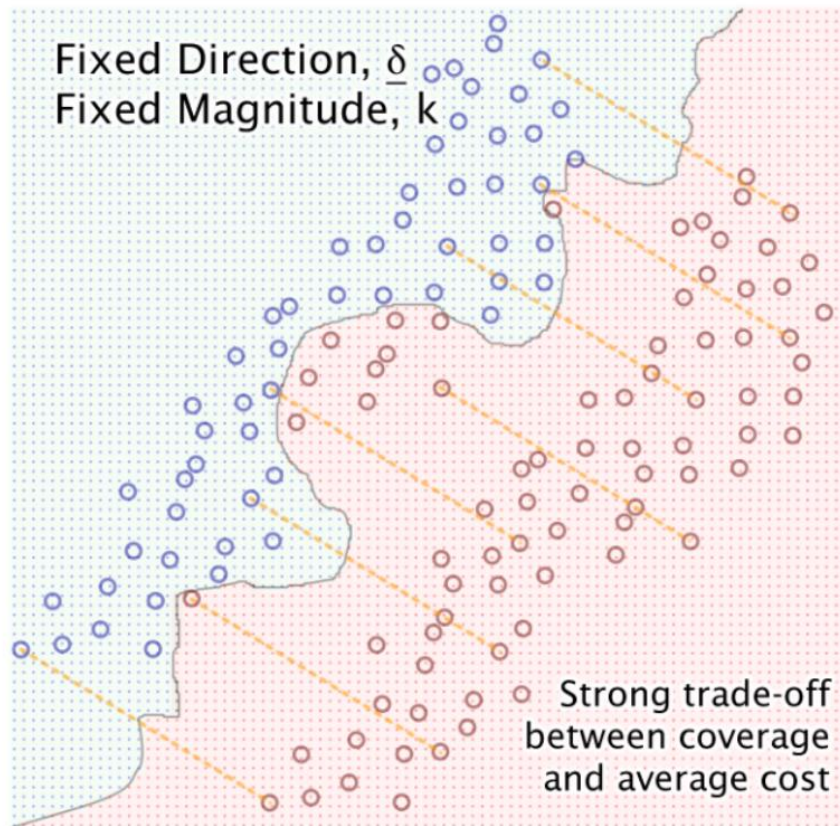 Fixed Direction, δ
Fixed Magnitude, k
Strong trade-off
between coverage
and average cost